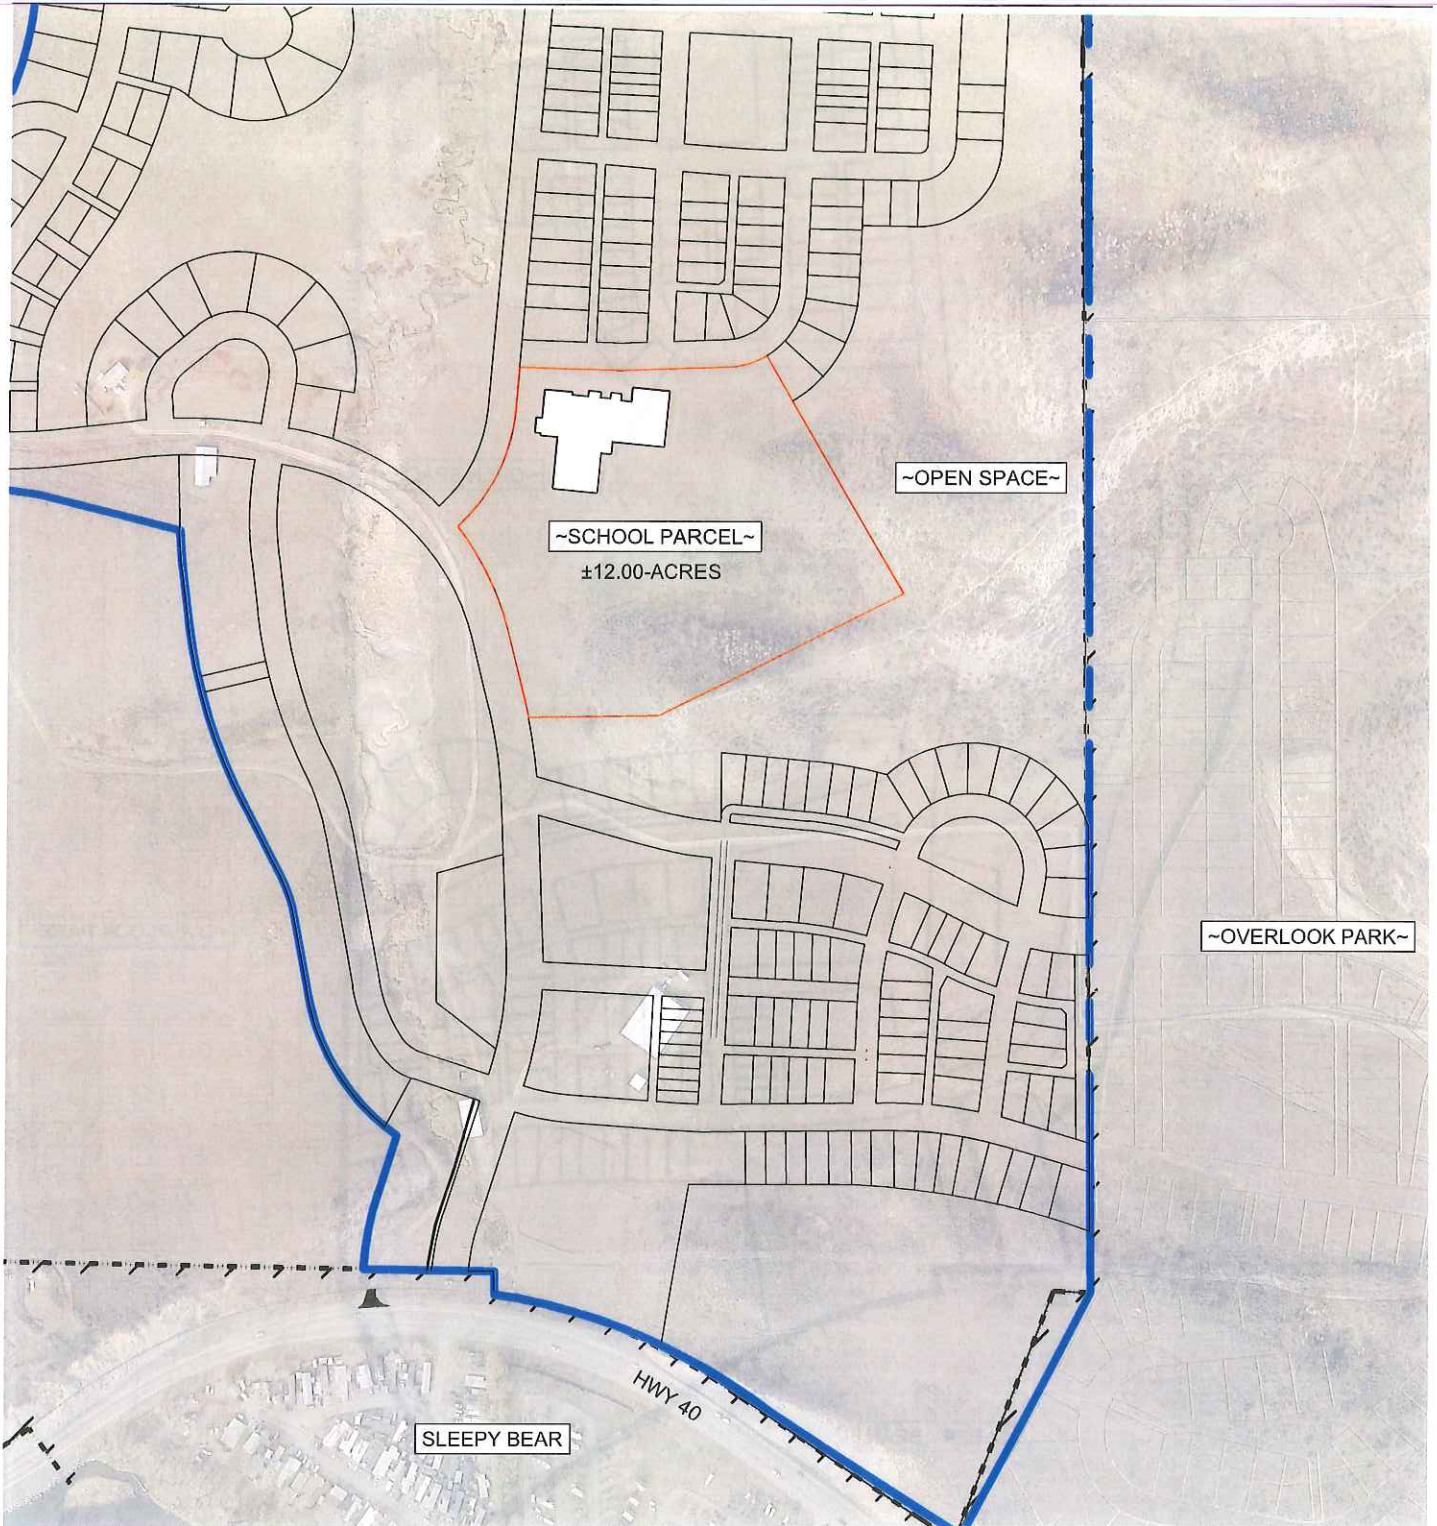 ~OPEN SPACE~
~SCHOOL PARCEL~
±12.00-ACRES
~OVERLOOK PARK~
HWY 40
SLEEPY BEAR